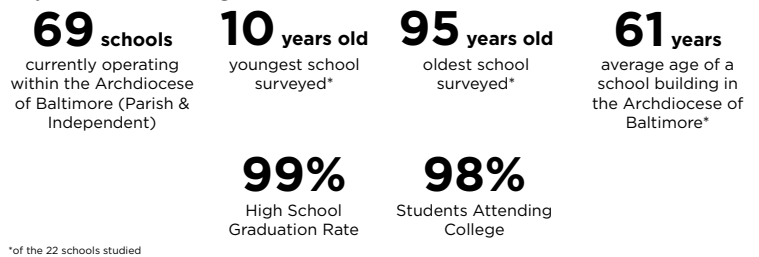 69 schools
currently operating
within the Archdiocese
of Baltimore (Parish &
Independent)
10 years old
youngest school
surveyed*
95 years old
oldest school
surveyed*
61 years
average age of a
school building in
the Archdiocese of
Baltimore*
99%
High School
Graduation Rate
98%
Students Attending
College
*of the 22 schools studied